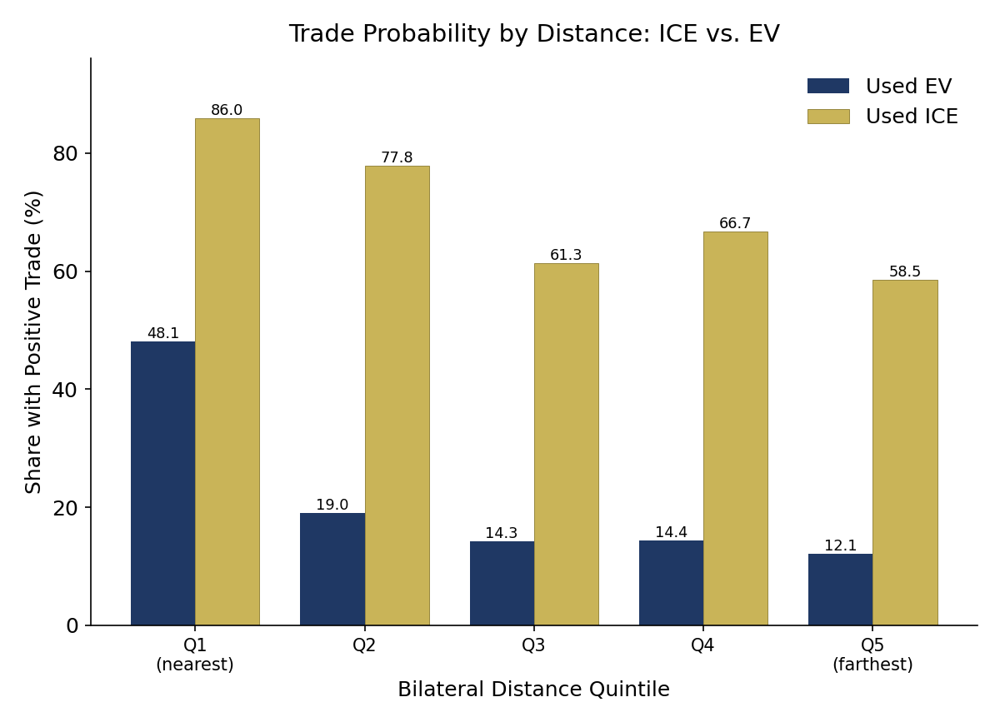 Trade Probability by Distance: ICE vs. EV
Used EV
Used ICE
Share with Positive Trade (%)
80
60
40
20
0
48.1
86.0
19.0
77.8
14.3
61.3
14.4
66.7
12.1
58.5
Q1
(nearest)
Q2
Q3
Q4
Q5
(farthest)
Bilateral Distance Quintile